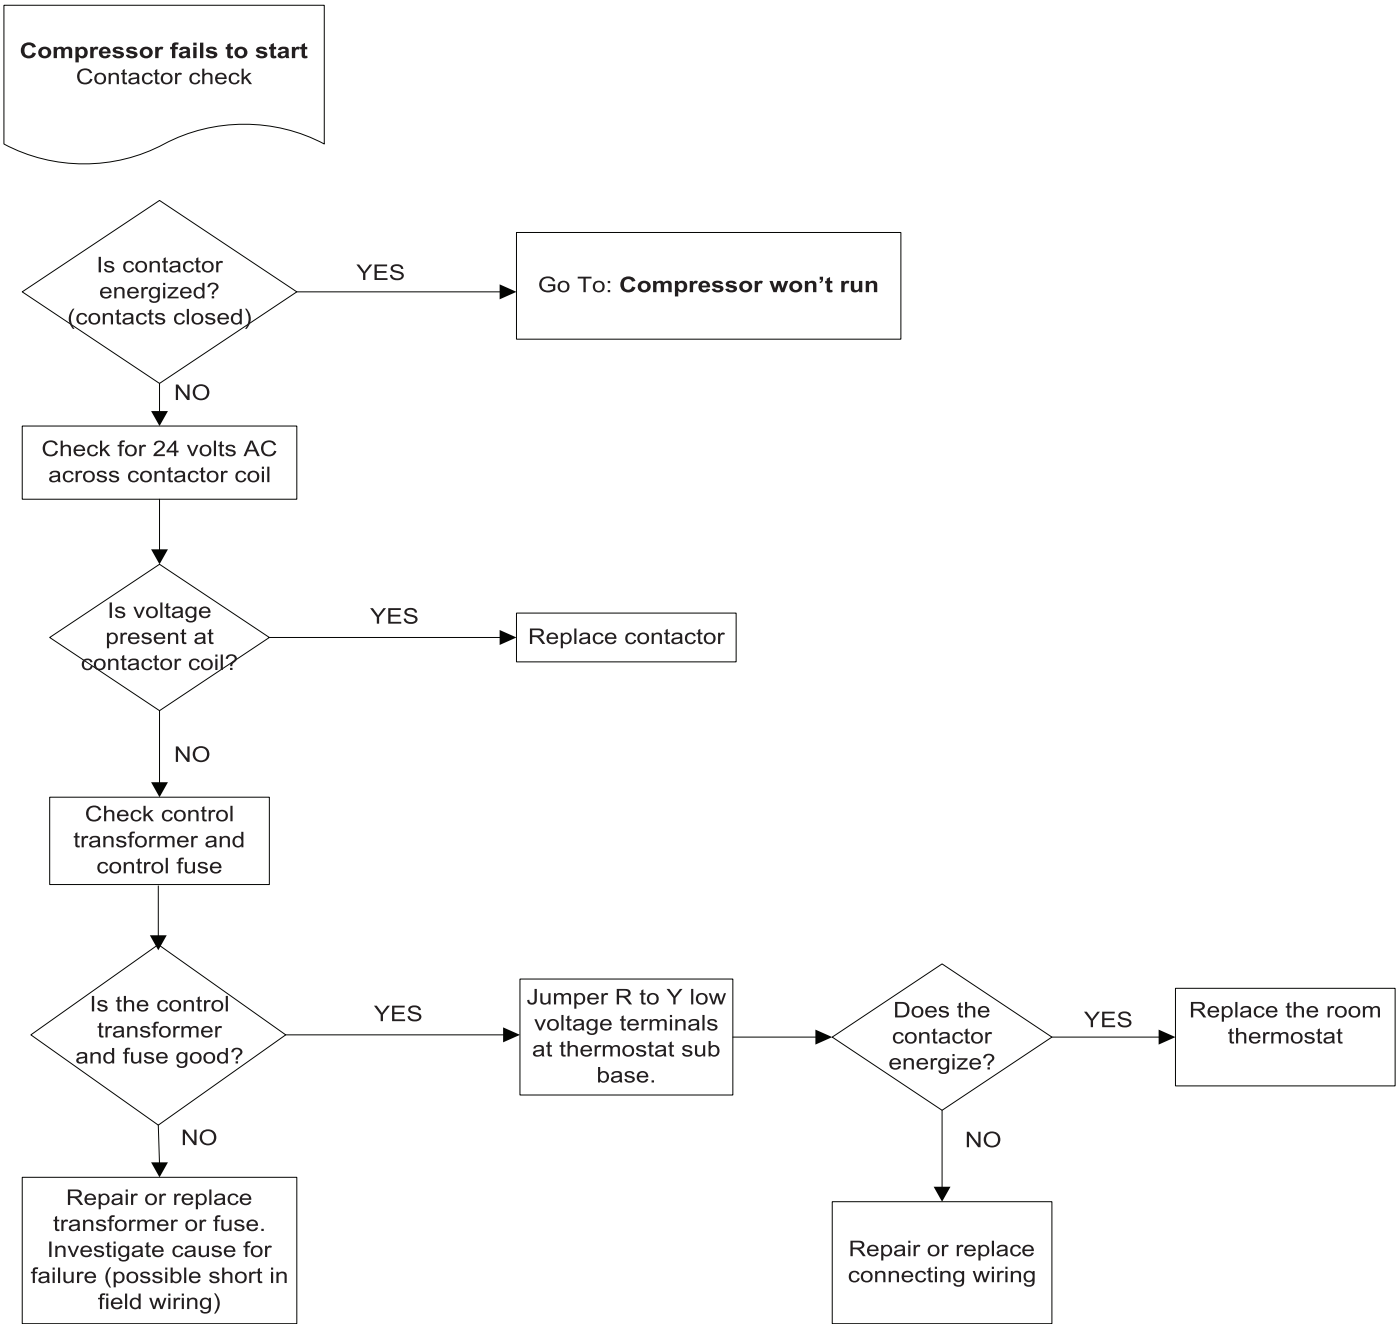 Compressor fails to start
Contactor check
Is contactor
energized?
(contacts closed)
YES
Go To: Compressor won't run
NO
Check for 24 volts AC
across contactor coil
Is voltage
present at
contactor coil?
YES
Replace contactor
NO
Check control
transformer and
control fuse
Is the control
transformer
and fuse good?
YES
Jumper R to Y low
voltage terminals
at thermostat sub
base.
Does the
contactor
energize?
YES
Replace the room
thermostat
NO
Repair or replace
transformer or fuse.
Investigate cause for
failure (possible short in
field wiring)
NO
Repair or replace
connecting wiring